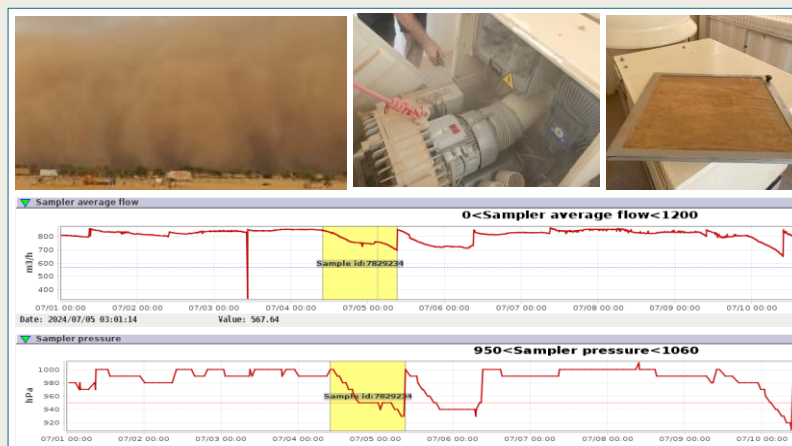 Sampler average flow
0<Sampler average flow<1200
m3/h
800
700
600
500
400
Sample id:7829234
07/01 00:00 07/02 00:00 07/03 00:00 07/04 00:00 07/05 00:00 07/06 00:00 07/07 00:00 07/08 00:00 07/09 00:00 07/10 00:00
Date: 2024/07/05 03:01:14 Value: 567.64
Sampler pressure
950<Sampler pressure<1060
hPa
1000
980
960
940
920
Sample id:7829234
07/01 00:00 07/02 00:00 07/03 00:00 07/04 00:00 07/05 00:00 07/06 00:00 07/07 00:00 07/08 00:00 07/09 00:00 07/10 00:00